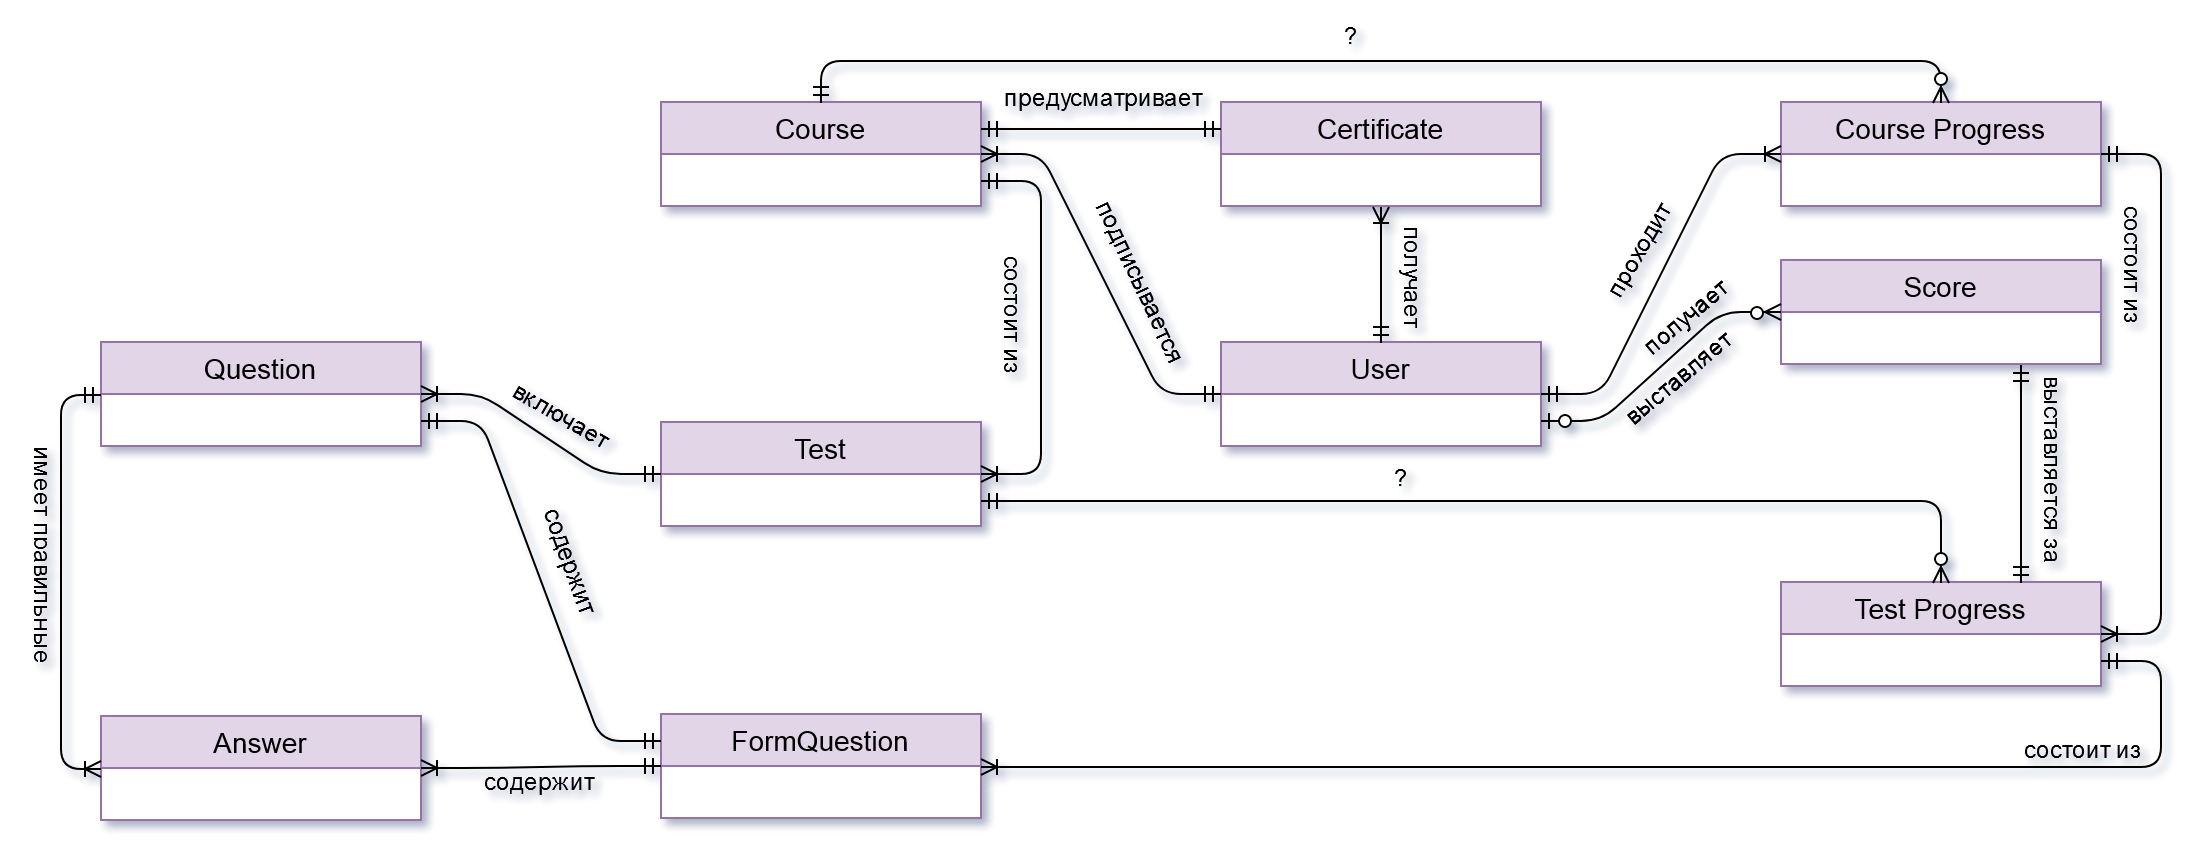 ?
предусматривает
Course
Certificate
Course Progress
подписывается
получает
проходит
состоит из
состоит из
Score
получает
выставляет
Question
включает
Test
User
выставляется за
?
имеет правильные
содержит
Test Progress
Answer
содержит
FormQuestion
состоит из